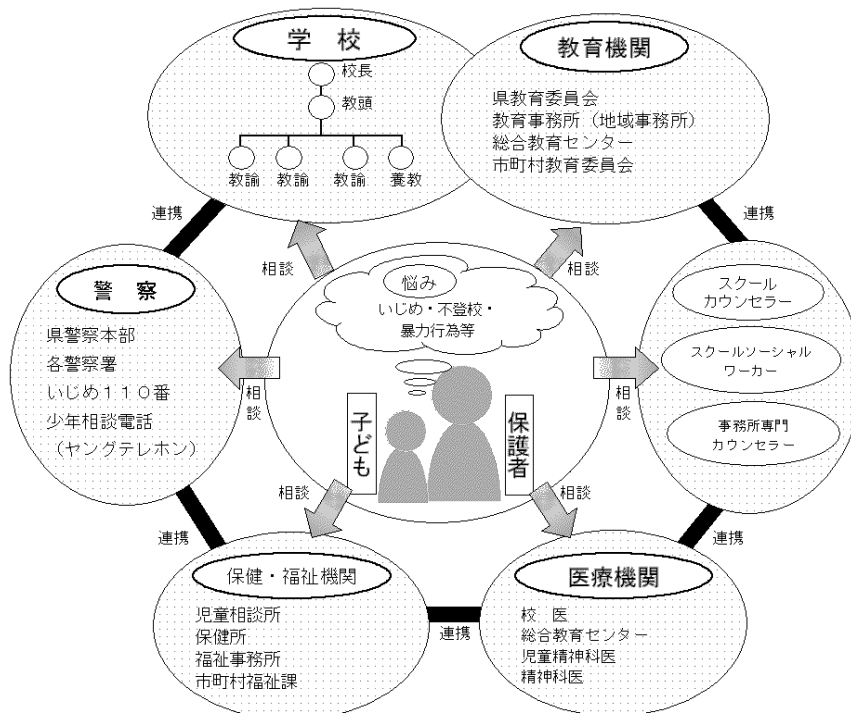 学　校
校長
教頭
教諭
教諭
教諭
養教
教育機関
県教育委員会
教育事務所（地域事務所）
総合教育センター
市町村教育委員会
連携
連携
相談
相談
警　察
県警察本部
各警察署
いじめ１１０番
少年相談電話
（ヤングテレホン）
相談
悩み
いじめ・不登校・
暴力行為等
子ども
保護者
相談
スクール
カウンセラー
スクールソーシャル
ワーカー
事務所専門
カウンセラー
相談
相談
連携
連携
保健・福祉機関
児童相談所
保健所
福祉事務所
市町村福祉課
連携
医療機関
校　医
総合教育センター
児童精神科医
精神科医